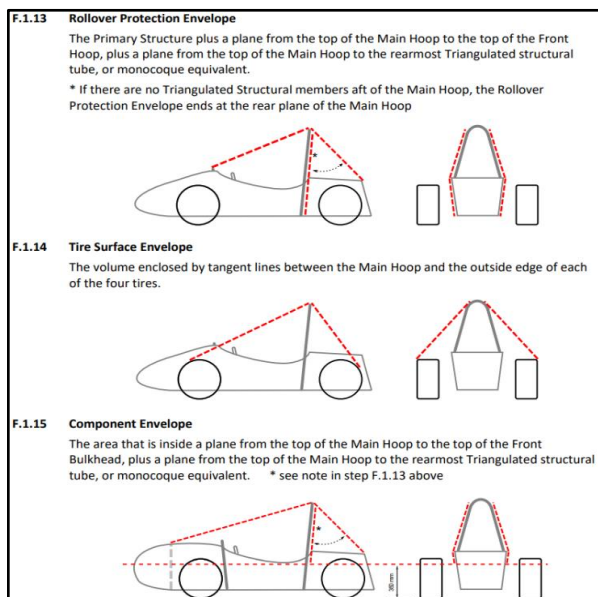 F.1.13 Rollover Protection Envelope
The Primary Structure plus a plane from the top of the Main Hoop to the top of the Front
Hoop, plus a plane from the top of the Main Hoop to the rearmost Triangulated structural
tube, or monocoque equivalent.
* If there are no Triangulated Structural members aft of the Main Hoop, the Rollover
Protection Envelope ends at the rear plane of the Main Hoop
*
F.1.14 Tire Surface Envelope
The volume enclosed by tangent lines between the Main Hoop and the outside edge of each
of the four tires.
F.1.15 Component Envelope
The area that is inside a plane from the top of the Main Hoop to the top of the Front
Bulkhead, plus a plane from the top of the Main Hoop to the rearmost Triangulated structural
tube, or monocoque equivalent. * see note in step F.1.13 above
*